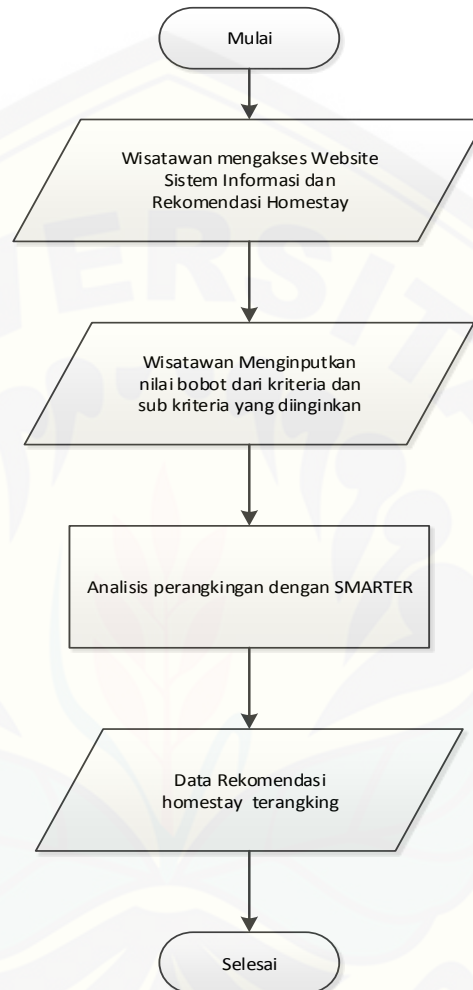 Mulai
Wisatawan mengakses Website
Sistem Informasi dan
Rekomendasi Homestay
Wisatawan Menginputkan
nilai bobot dari kriteria dan
sub kriteria yang diinginkan
Analisis perangkingan dengan SMARTER
Data Rekomendasi
homestay terangking
Selesai